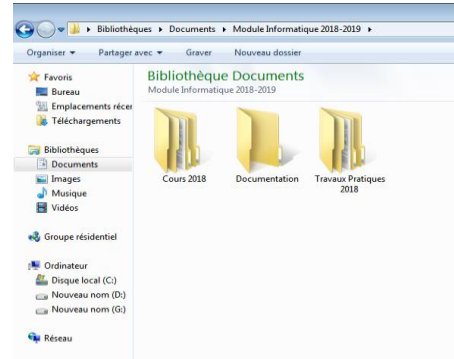 Bibliothèques ▸ Documents ▸ Module Informatique 2018-2019 ▸
Organiser ▾ Partager avec ▾ Graver Nouveau dossier
Favoris
Bureau
Emplacements récen
Téléchargements
Bibliothèques
Documents
Images
Musique
Vidéos
Groupe résidentiel
Ordinateur
Disque local (C:)
Nouveau nom (D:)
Nouveau nom (G:)
Réseau
Bibliothèque Documents
Module Informatique 2018-2019
Cours 2018
Documentation
Travaux Pratiques
2018